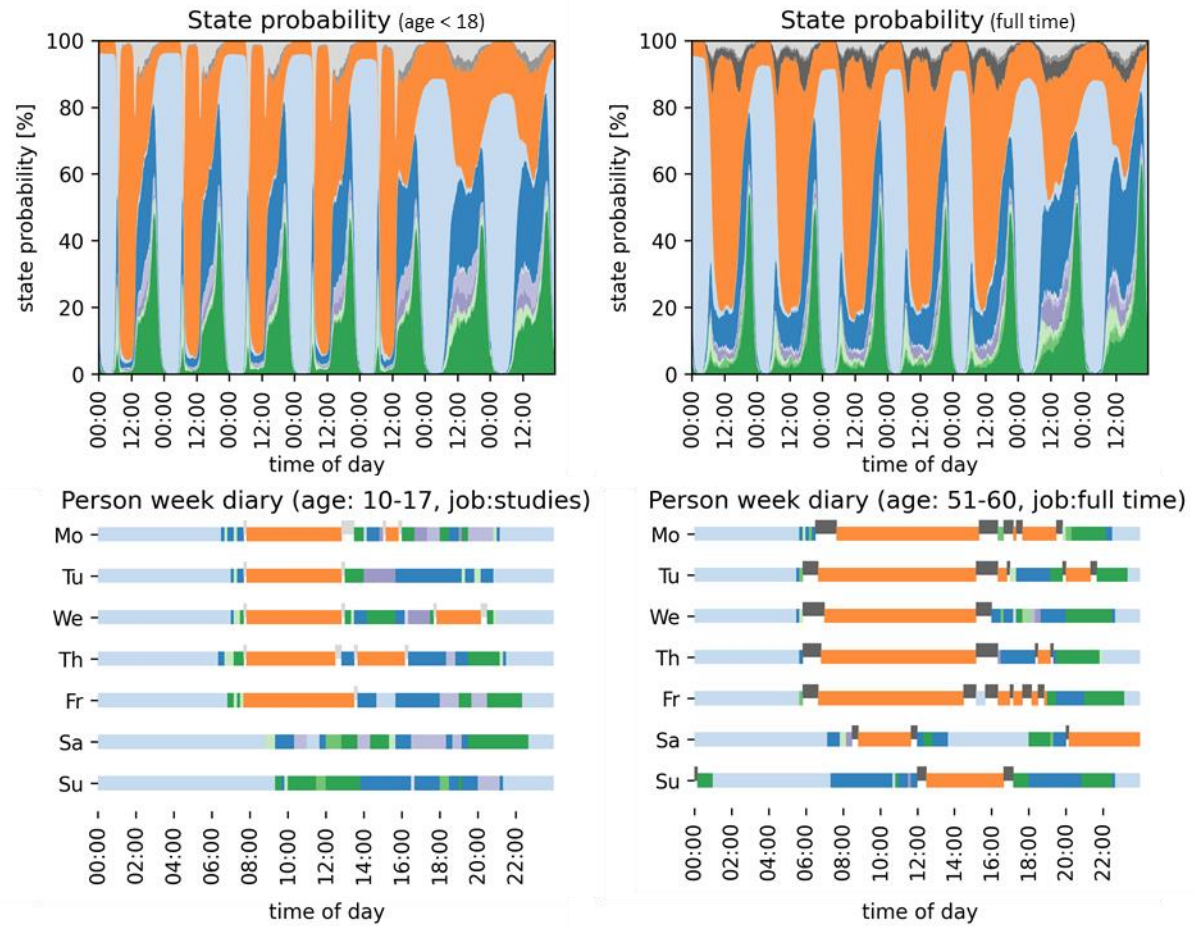 State probability (age < 18)
100
80
60
40
20
0
state probability [%]
00:00
12:00
00:00
12:00
00:00
12:00
00:00
12:00
00:00
12:00
00:00
12:00
00:00
12:00
time of day
State probability (full time)
100
80
60
40
20
0
state probability [%]
00:00
12:00
00:00
12:00
00:00
12:00
00:00
12:00
00:00
12:00
00:00
12:00
00:00
12:00
time of day
Person week diary (age: 10-17, job:studies)
Mo
Tu
We
Th
Fr
Sa
Su
00:00
02:00
04:00
06:00
08:00
10:00
12:00
14:00
16:00
18:00
20:00
22:00
time of day
Person week diary (age: 51-60, job:full time)
Mo
Tu
We
Th
Fr
Sa
Su
00:00
02:00
04:00
06:00
08:00
10:00
12:00
14:00
16:00
18:00
20:00
22:00
time of day